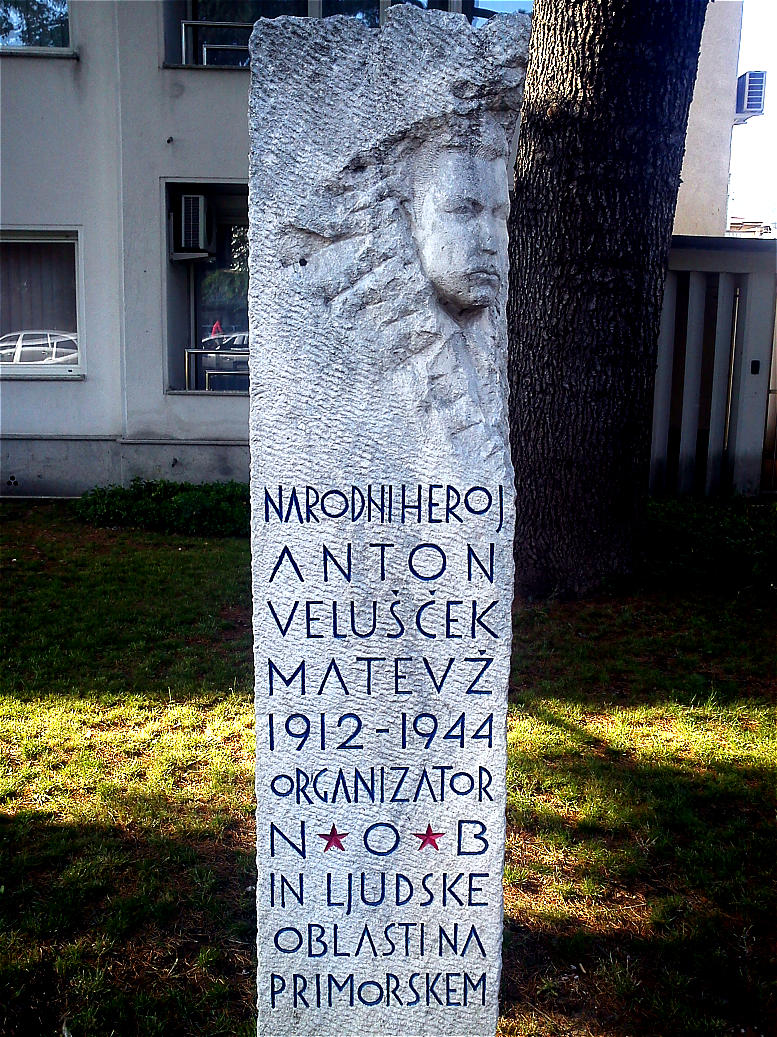 NARODNI HEROJ
ANTON
VELUŠČEK
MATEVŽ
1912-1944
ORGANIZATOR
N★O★B
IN LJUDSKE
OBLASTI NA
PRIMORSKEM